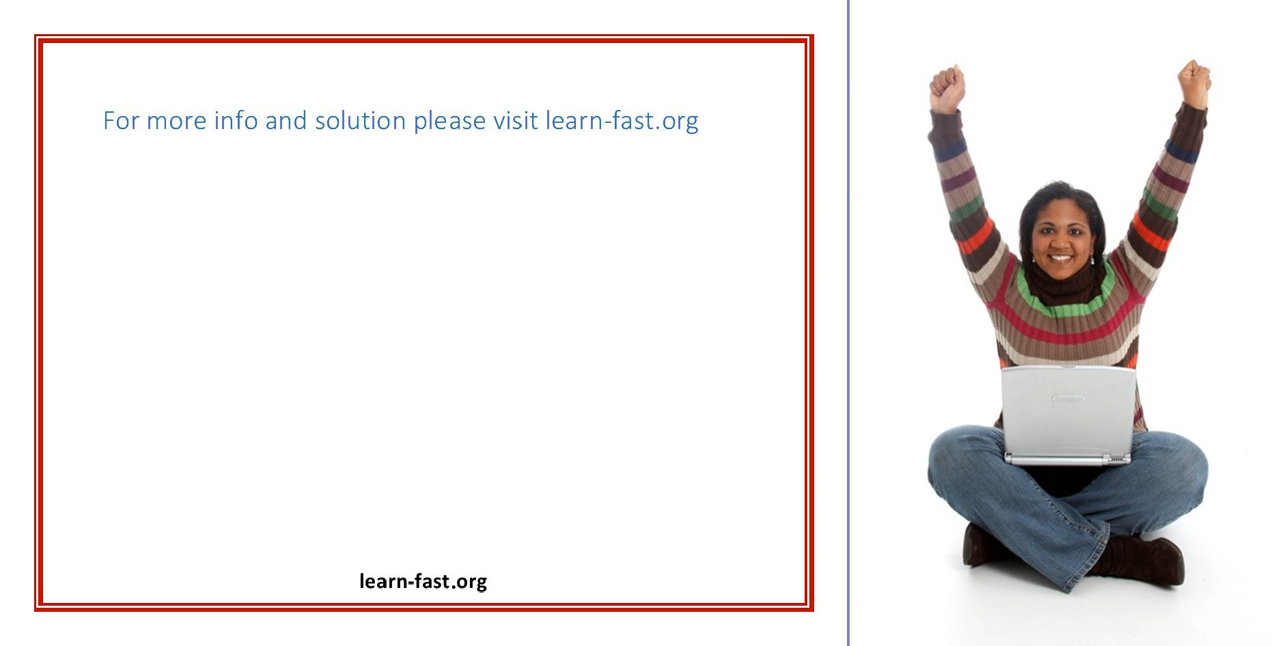 For more info and solution please visit learn-fast.org
learn-fast.org